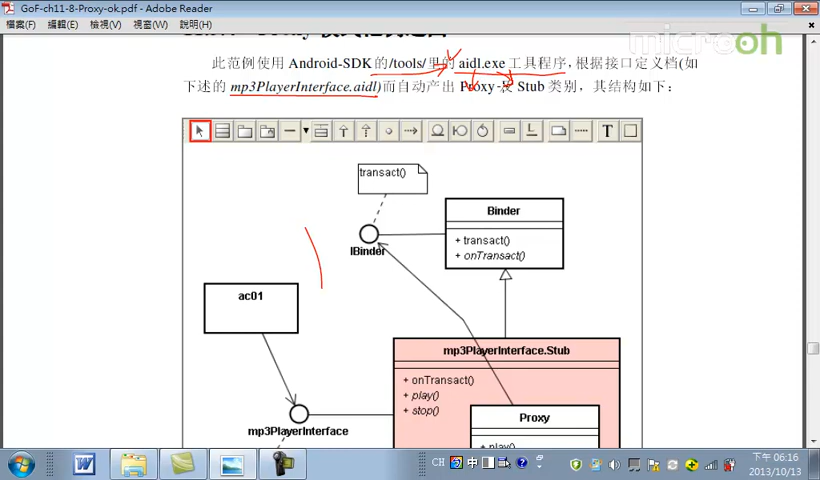 GoF-ch11-8-Proxy-ok.pdf - Adobe Reader
檔案(F) 編輯(E) 檢視(V) 視窗(W) 說明(H)
microoh
此范例使用 Android-SDK 的/tools/里的 aidl.exe 工具程序，根据接口定义档(如
下述的 mp3PlayerInterface.aidl)而自动产出 Proxy-及 Stub 类别，其结构如下：
T
transact()
Binder
+ transact()
+ onTransact()
IBinder
ac01
mp3PlayerInterface.Stub
+ onTransact()
+ play()
+ stop()
Proxy
+ play()
mp3PlayerInterface
CH
中
下午 06:16
2013/10/13